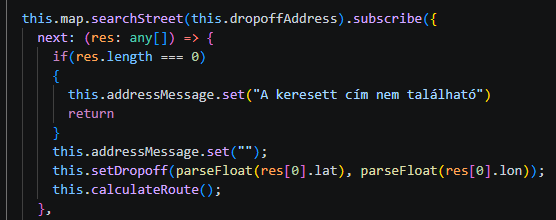 this.map.searchStreet(this.dropoffAddress).subscribe({
next: (res: any[]) => {
if(res.length === 0)
{
this.addressMessage.set("A keresett cím nem található")
return
}
this.addressMessage.set("");
this.setDropoff(parseFloat(res[0].lat), parseFloat(res[0].lon));
this.calculateRoute();
},